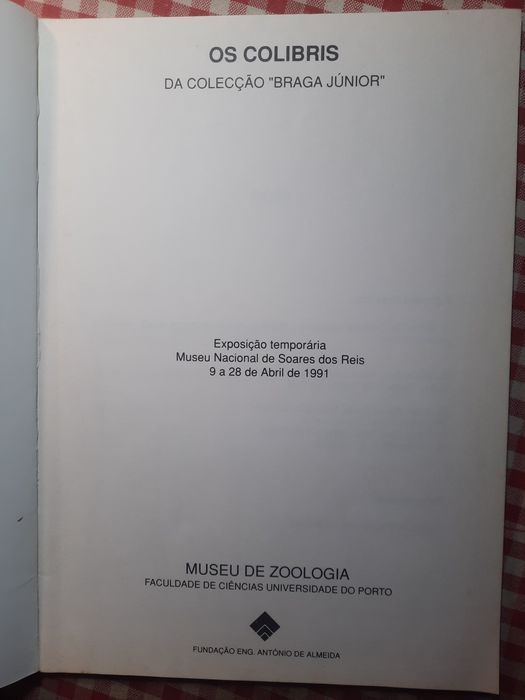 OS COLIBRIS
DA COLECÇÃO "BRAGA JÚNIOR"
Exposição temporária
Museu Nacional de Soares dos Reis
9 a 28 de Abril de 1991
MUSEU DE ZOOLOGIA
FACULDADE DE CIÊNCIAS UNIVERSIDADE DO PORTO
FUNDAÇÃO ENG. ANTÓNIO DE ALMEIDA